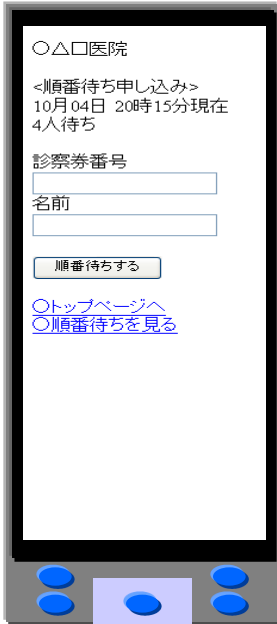 ○△口医院
<順番待ち申し込み>
10月04日 20時15分現在
4人待ち
診察券番号
名前
順番待ちする
○トップページへ
○順番待ちを見る